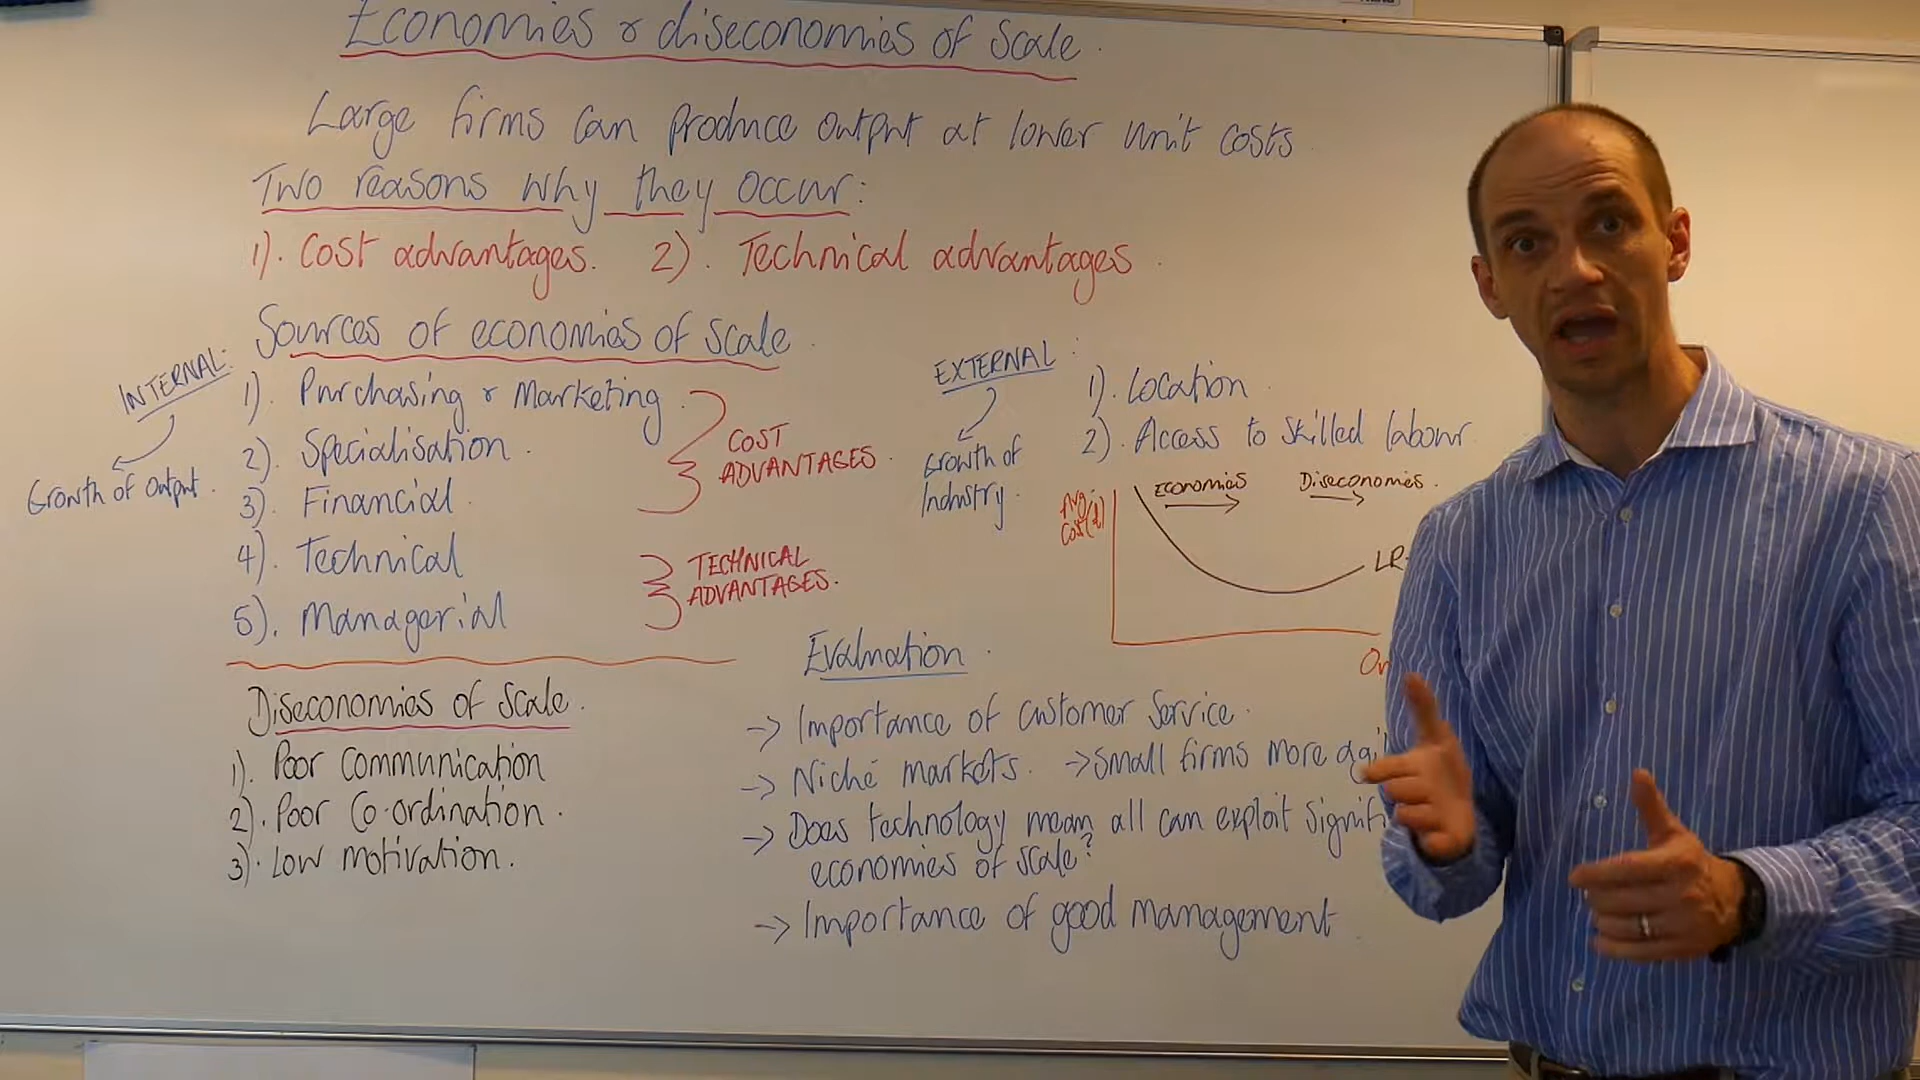 Economies & diseconomies of scale.
Large firms can produce output at lower unit costs
Two reasons why they occur:
1). Cost advantages. 2). Technical advantages.
Sources of economies of scale.
INTERNAL:
Growth of output.
1). Purchasing & Marketing
2). Specialisation.
3). Financial
4). Technical
5). Managerial
COST
ADVANTAGES.
TECHNICAL
ADVANTAGES.
EXTERNAL:
Growth of
Industry.
1). Location.
2). Access to skilled labour
Economies
Diseconomies.
Avg.
Cost(£)
Diseconomies of scale.
1). Poor communication
2). Poor Co-ordination.
3). Low motivation.
Evaluation.
-> Importance of customer service.
-> Niche markets. -> Small firms more
-> Does technology mean all can exploit
economies of scale?
-> Importance of good management.